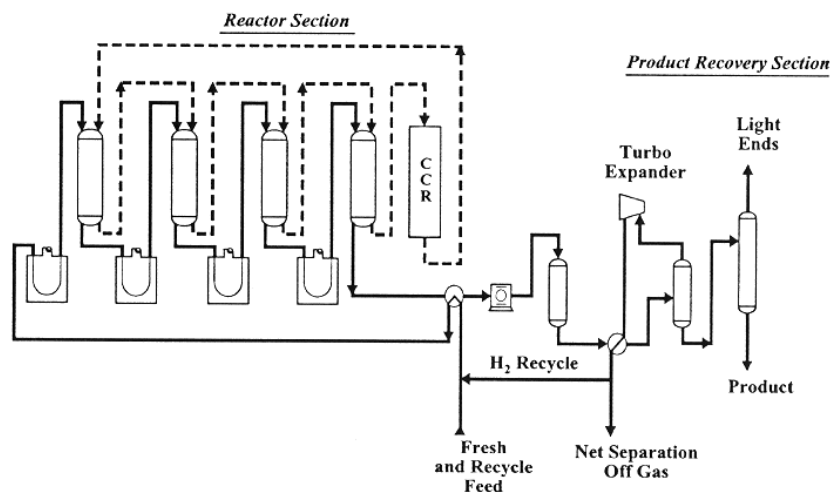 Reactor Section
Product Recovery Section
Light
Ends
Turbo
Expander
C
C
R
H₂ Recycle
Product
Fresh
and Recycle
Feed
Net Separation
Off Gas